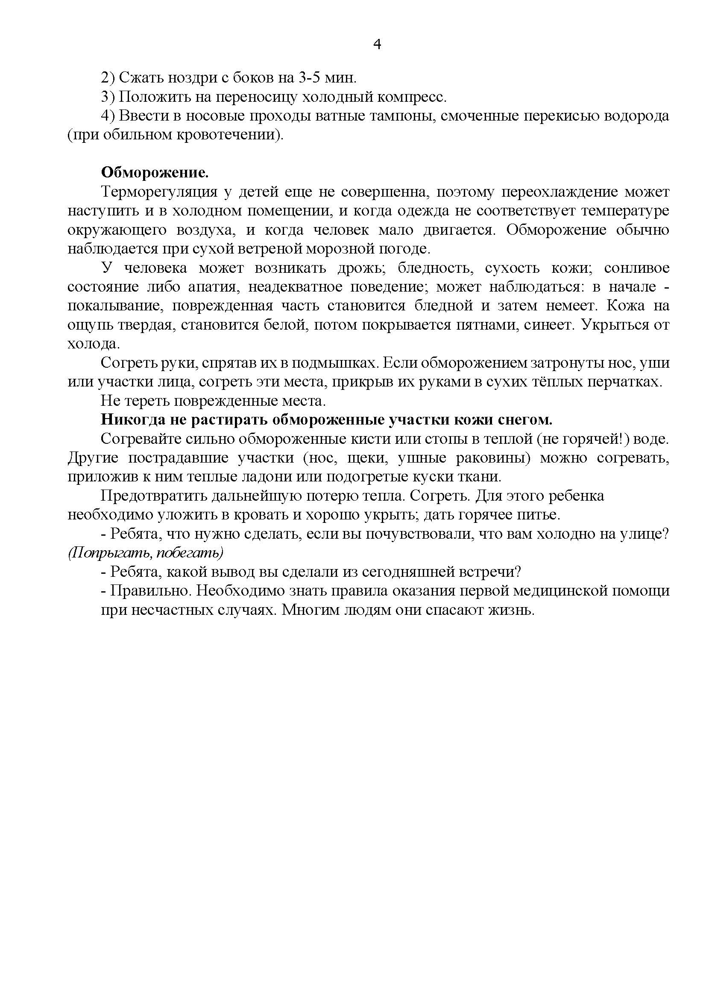 4
2) Сжать ноздри с боков на 3-5 мин.
3) Положить на переносицу холодный компресс.
4) Ввести в носовые проходы ватные тампоны, смоченные перекисью водорода
(при обильном кровотечении).
Обморожение.
Терморегуляция у детей еще не совершенна, поэтому переохлаждение может
наступить и в холодном помещении, и когда одежда не соответствует температуре
окружающего воздуха, и когда человек мало двигается. Обморожение обычно
наблюдается при сухой ветреной морозной погоде.
У человека может возникать дрожь; бледность, сухость кожи; сонливое
состояние либо апатия, неадекватное поведение; может наблюдаться: в начале -
покалывание, поврежденная часть становится бледной и затем немеет. Кожа на
ощупь твердая, становится белой, потом покрывается пятнами, синеет. Укрыться от
холода.
Согреть руки, спрятав их в подмышках. Если обморожением затронуты нос, уши
или участки лица, согреть эти места, прикрыв их руками в сухих тёплых перчатках.
Не тереть поврежденные места.
Никогда не растирать обмороженные участки кожи снегом.
Согревайте сильно обмороженные кисти или стопы в теплой (не горячей!) воде.
Другие пострадавшие участки (нос, щеки, ушные раковины) можно согревать,
приложив к ним теплые ладони или подогретые куски ткани.
Предотвратить дальнейшую потерю тепла. Согреть. Для этого ребенка
необходимо уложить в кровать и хорошо укрыть; дать горячее питье.
- Ребята, что нужно сделать, если вы почувствовали, что вам холодно на улице?
(Попрыгать, побегать)
- Ребята, какой вывод вы сделали из сегодняшней встречи?
- Правильно. Необходимо знать правила оказания первой медицинской помощи
при несчастных случаях. Многим людям они спасают жизнь.